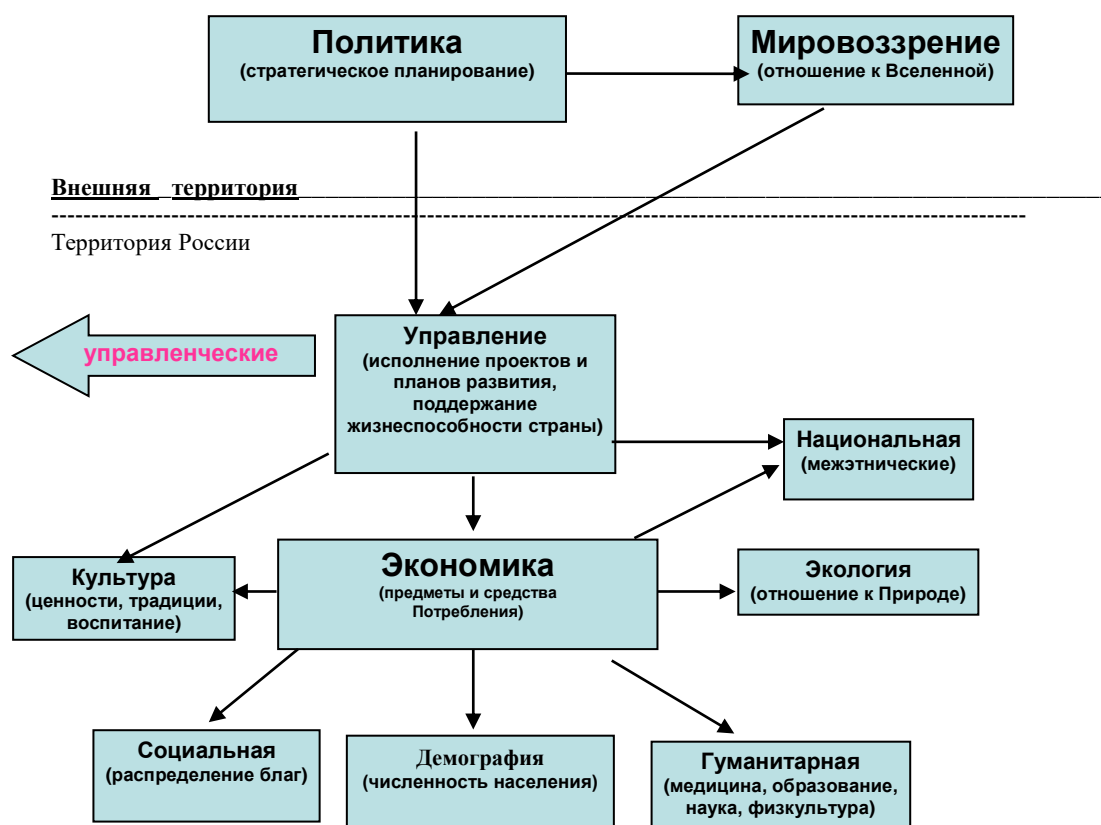 Политика
(стратегическое планирование)
Мировоззрение
(отношение к Вселенной)
Внешняя территория
Территория России
управленческие
Управление
(исполнение проектов и
планов развития,
поддержание
жизнеспособности страны)
Национальная
(межэтнические)
Культура
(ценности, традиции,
воспитание)
Экономика
(предметы и средства
Потребления)
Экология
(отношение к Природе)
Социальная
(распределение благ)
Демография
(численность населения)
Гуманитарная
(медицина, образование,
наука, физкультура)